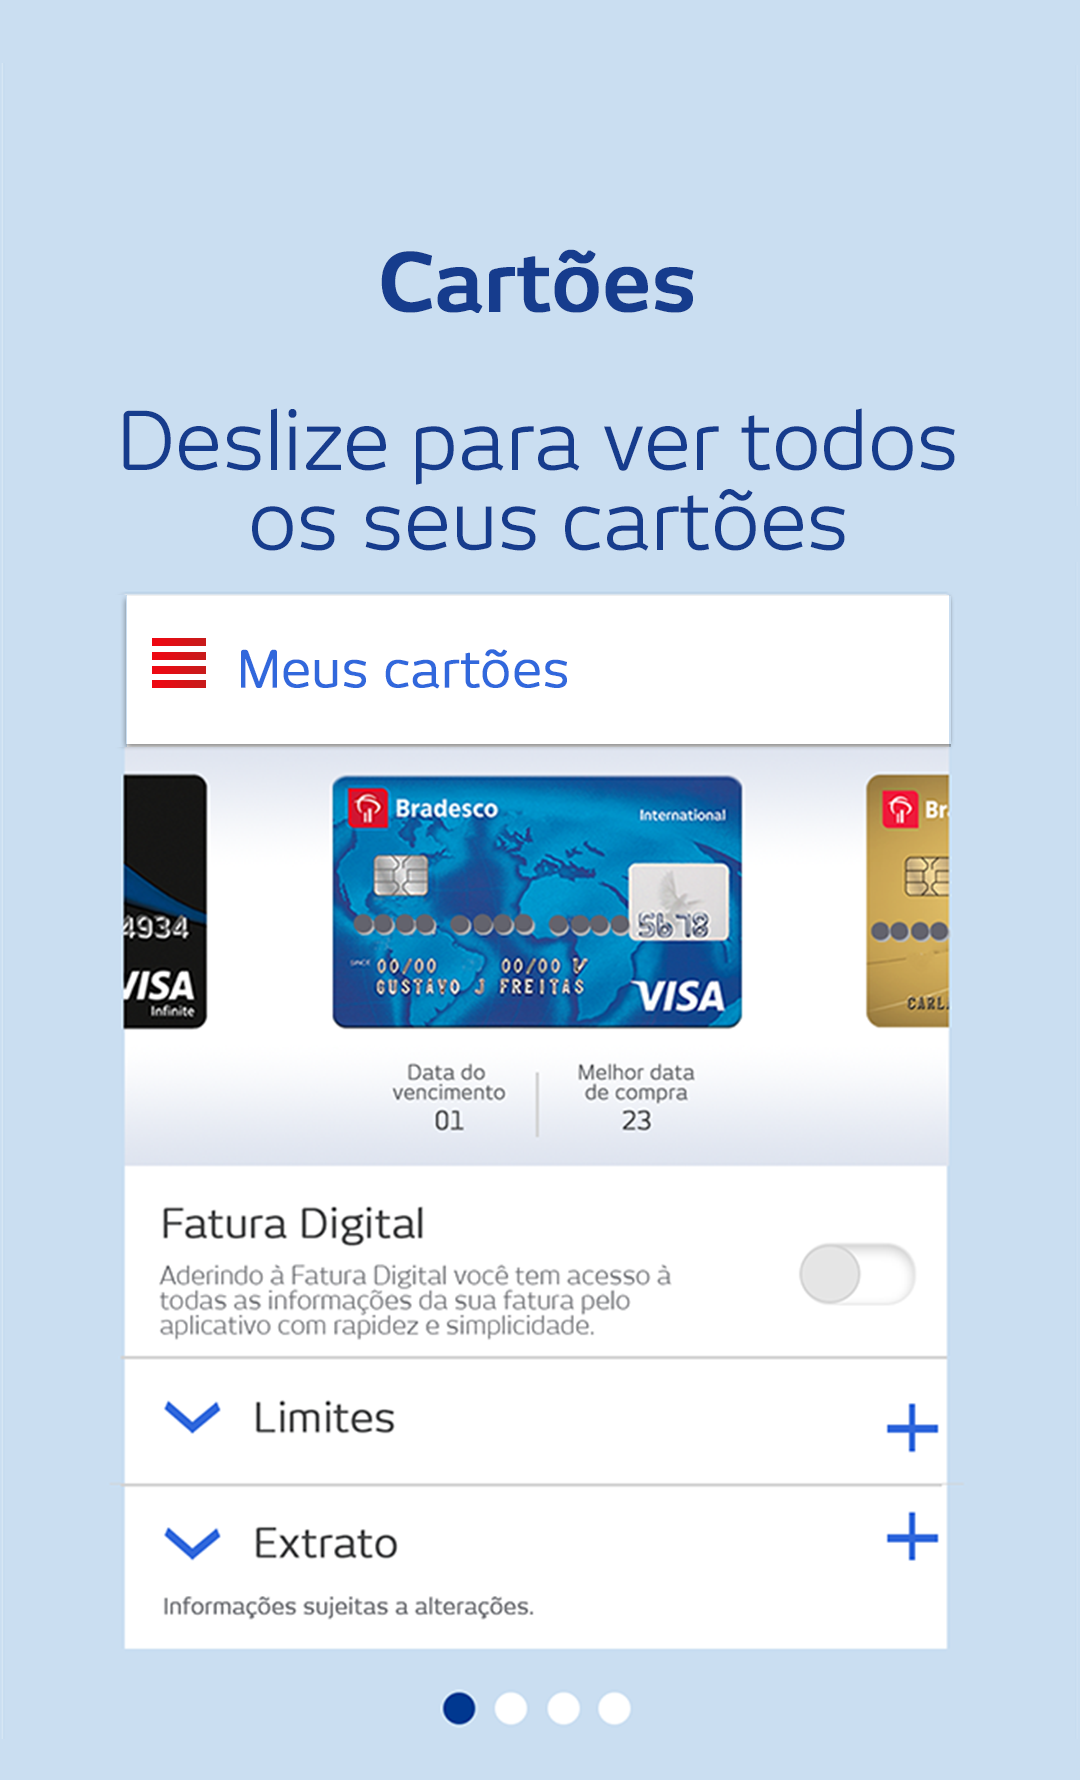 Cartões
Deslize para ver todos
os seus cartões
Meus cartões
4934
VISA
Infinite
Bradesco
International
5678
SINCE 00/00 00/00 V
GUSTAVO J FREITAS
VISA
Br
CARL
Data do
vencimento
01
Melhor data
de compra
23
Fatura Digital
Aderindo à Fatura Digital você tem acesso à
todas as informações da sua fatura pelo
aplicativo com rapidez e simplicidade.
Limites
Extrato
Informações sujeitas a alterações.